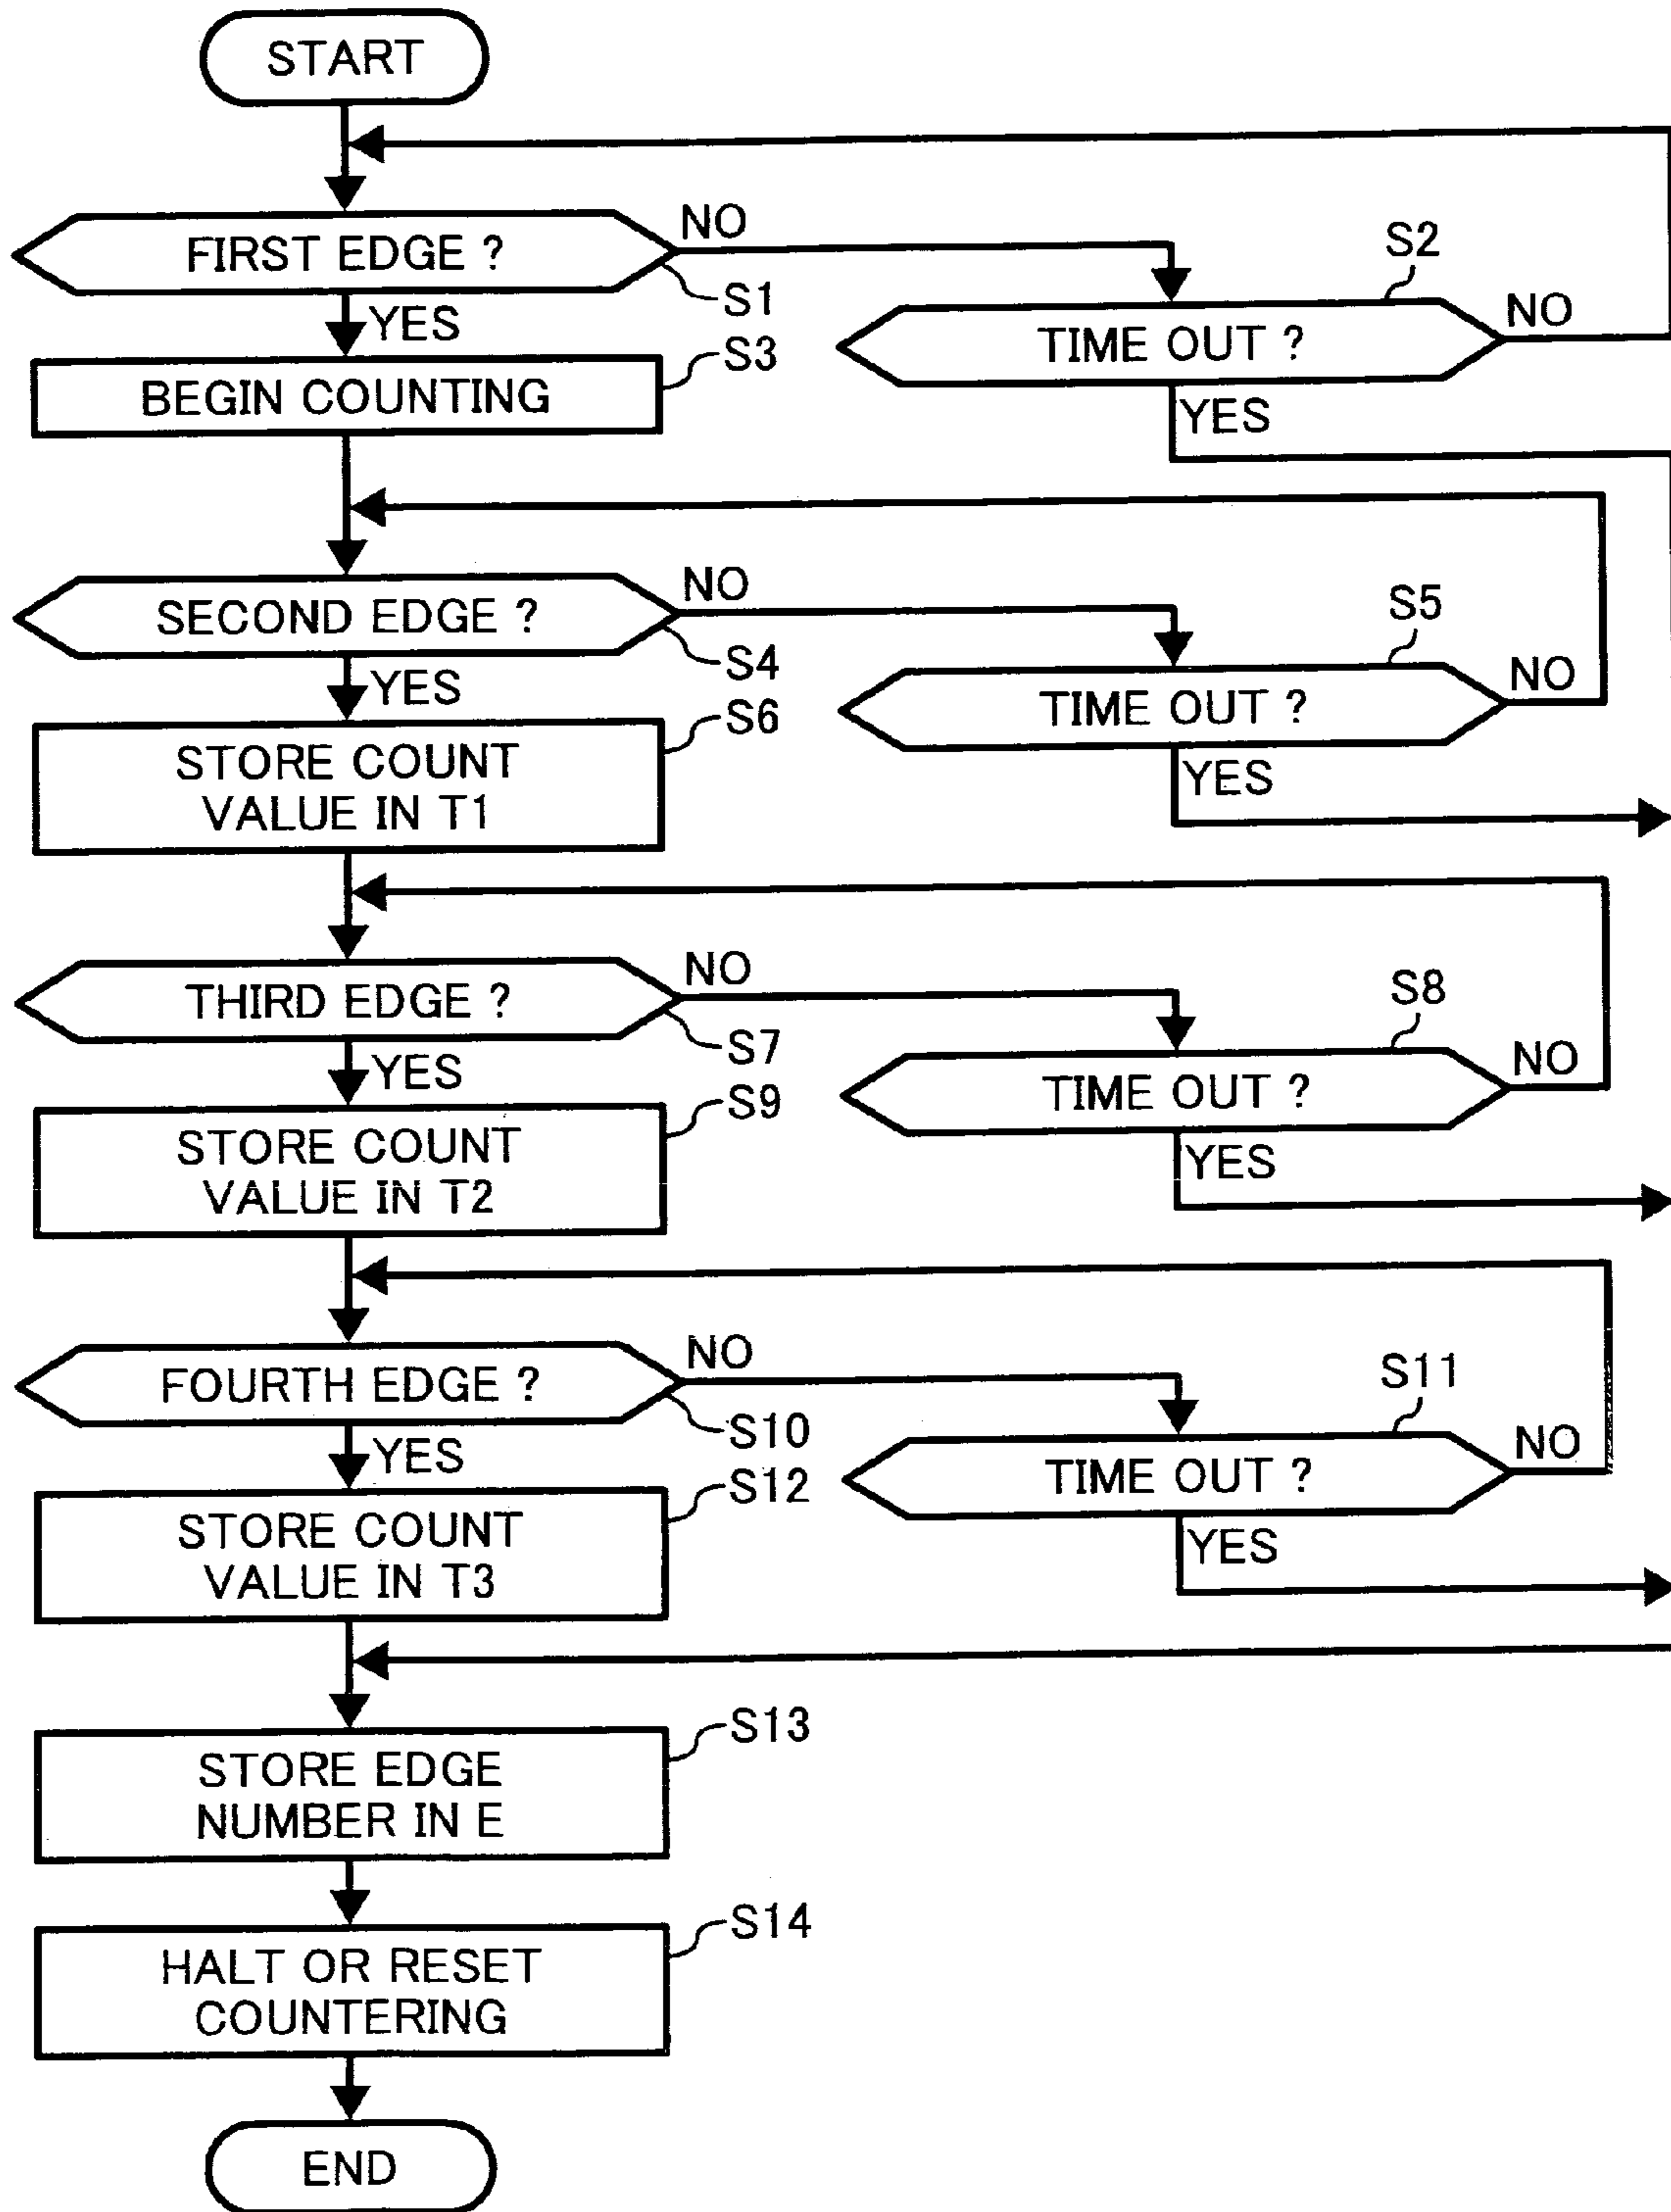 START
FIRST EDGE ?
NO
S1
YES
S2
TIME OUT ?
NO
YES
S3
BEGIN COUNTING
SECOND EDGE ?
NO
S4
YES
S5
TIME OUT ?
NO
YES
S6
STORE COUNT
VALUE IN T1
THIRD EDGE ?
NO
S7
YES
S8
TIME OUT ?
NO
YES
S9
STORE COUNT
VALUE IN T2
FOURTH EDGE ?
NO
S10
YES
S11
TIME OUT ?
NO
YES
S12
STORE COUNT
VALUE IN T3
S13
STORE EDGE
NUMBER IN E
S14
HALT OR RESET
COUNTERING
END